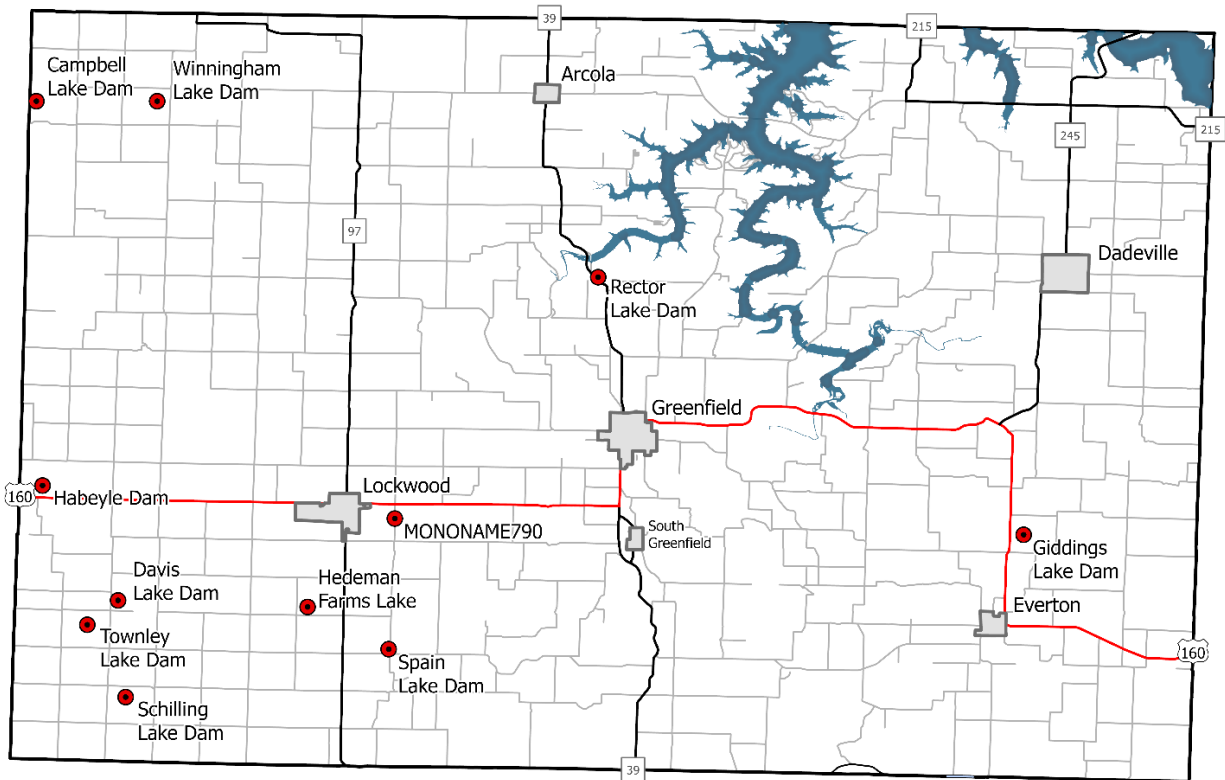 39
215
Campbell
Lake Dam
Winningham
Lake Dam
Arcola
215
245
97
Dadeville
Rector
Lake Dam
Greenfield
160
Habeyle Dam
Lockwood
MONONAME790
South
Greenfield
Giddings
Lake Dam
Davis
Lake Dam
Hedeman
Farms Lake
Everton
Townley
Lake Dam
Spain
Lake Dam
160
Schilling
Lake Dam
39